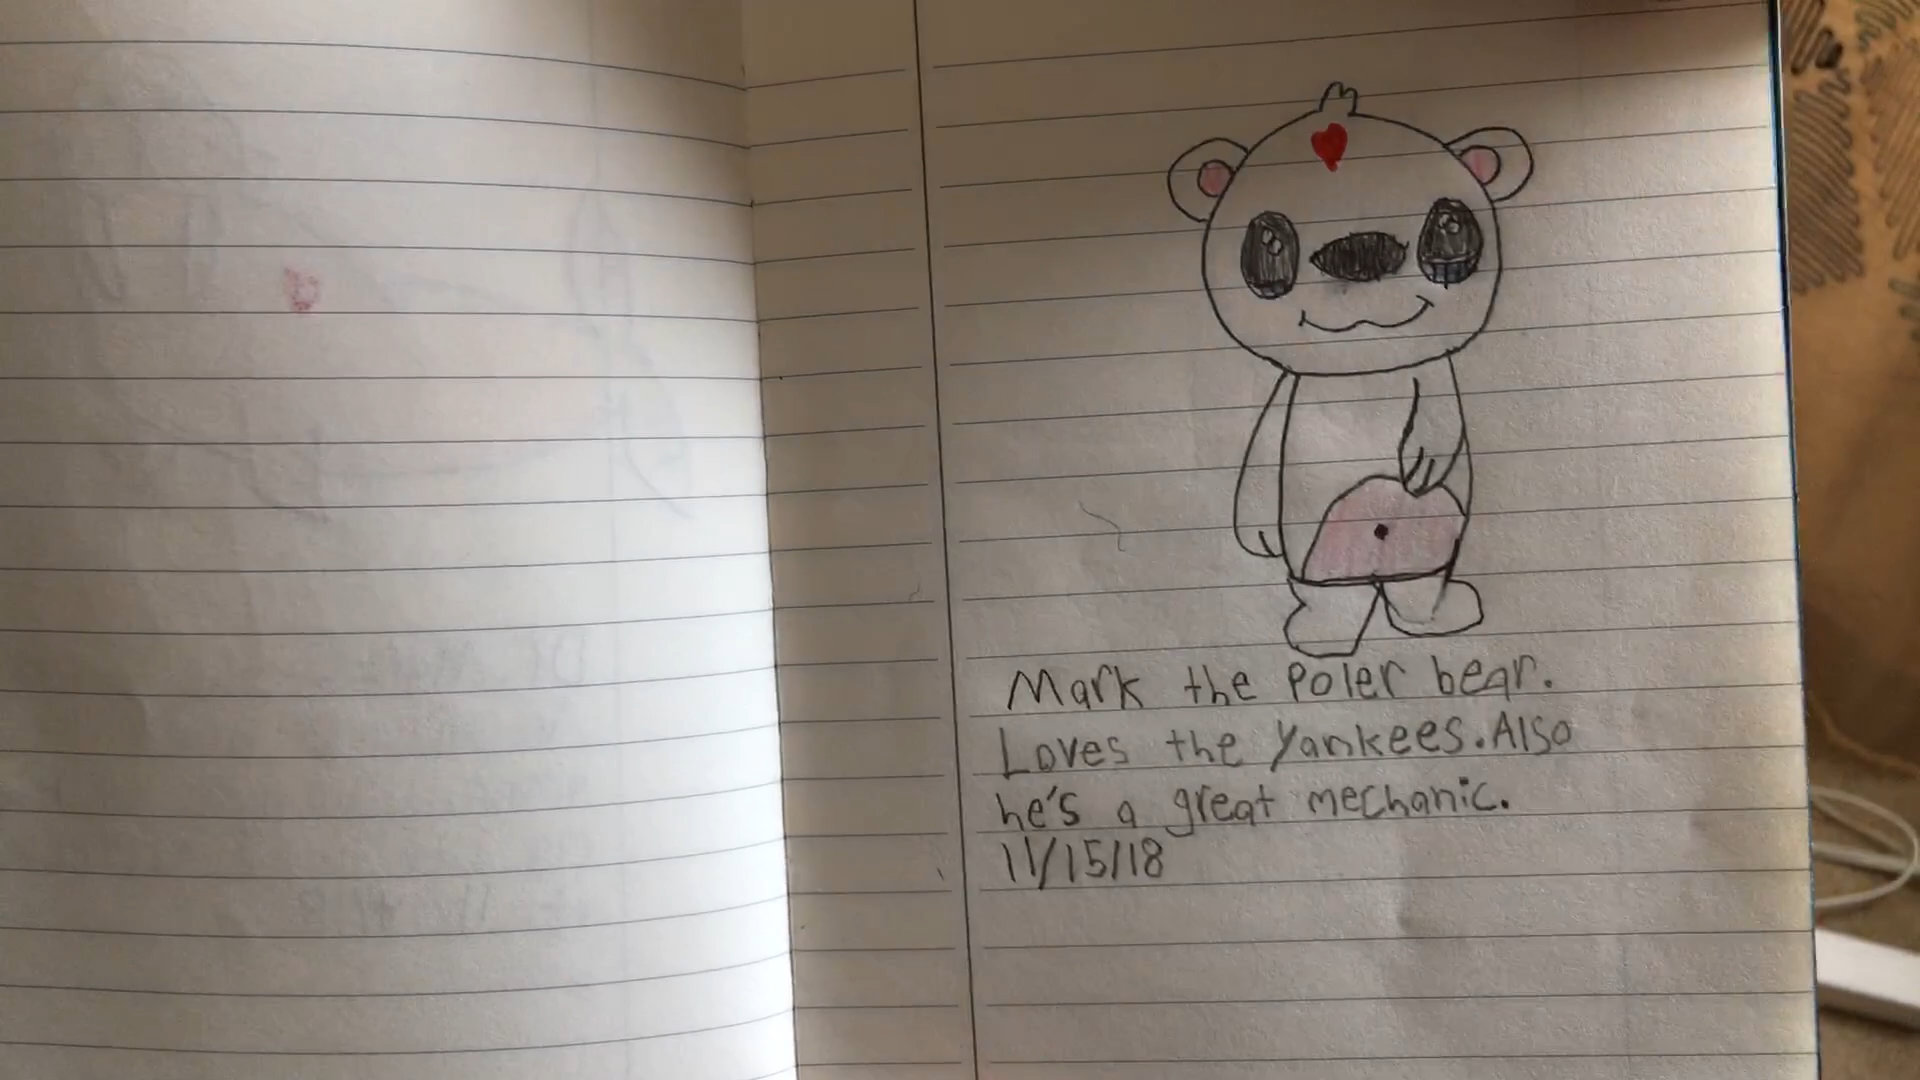 Mark the Poler bear.
Loves the Yankees. Also
he's a great mechanic.
11/15/18